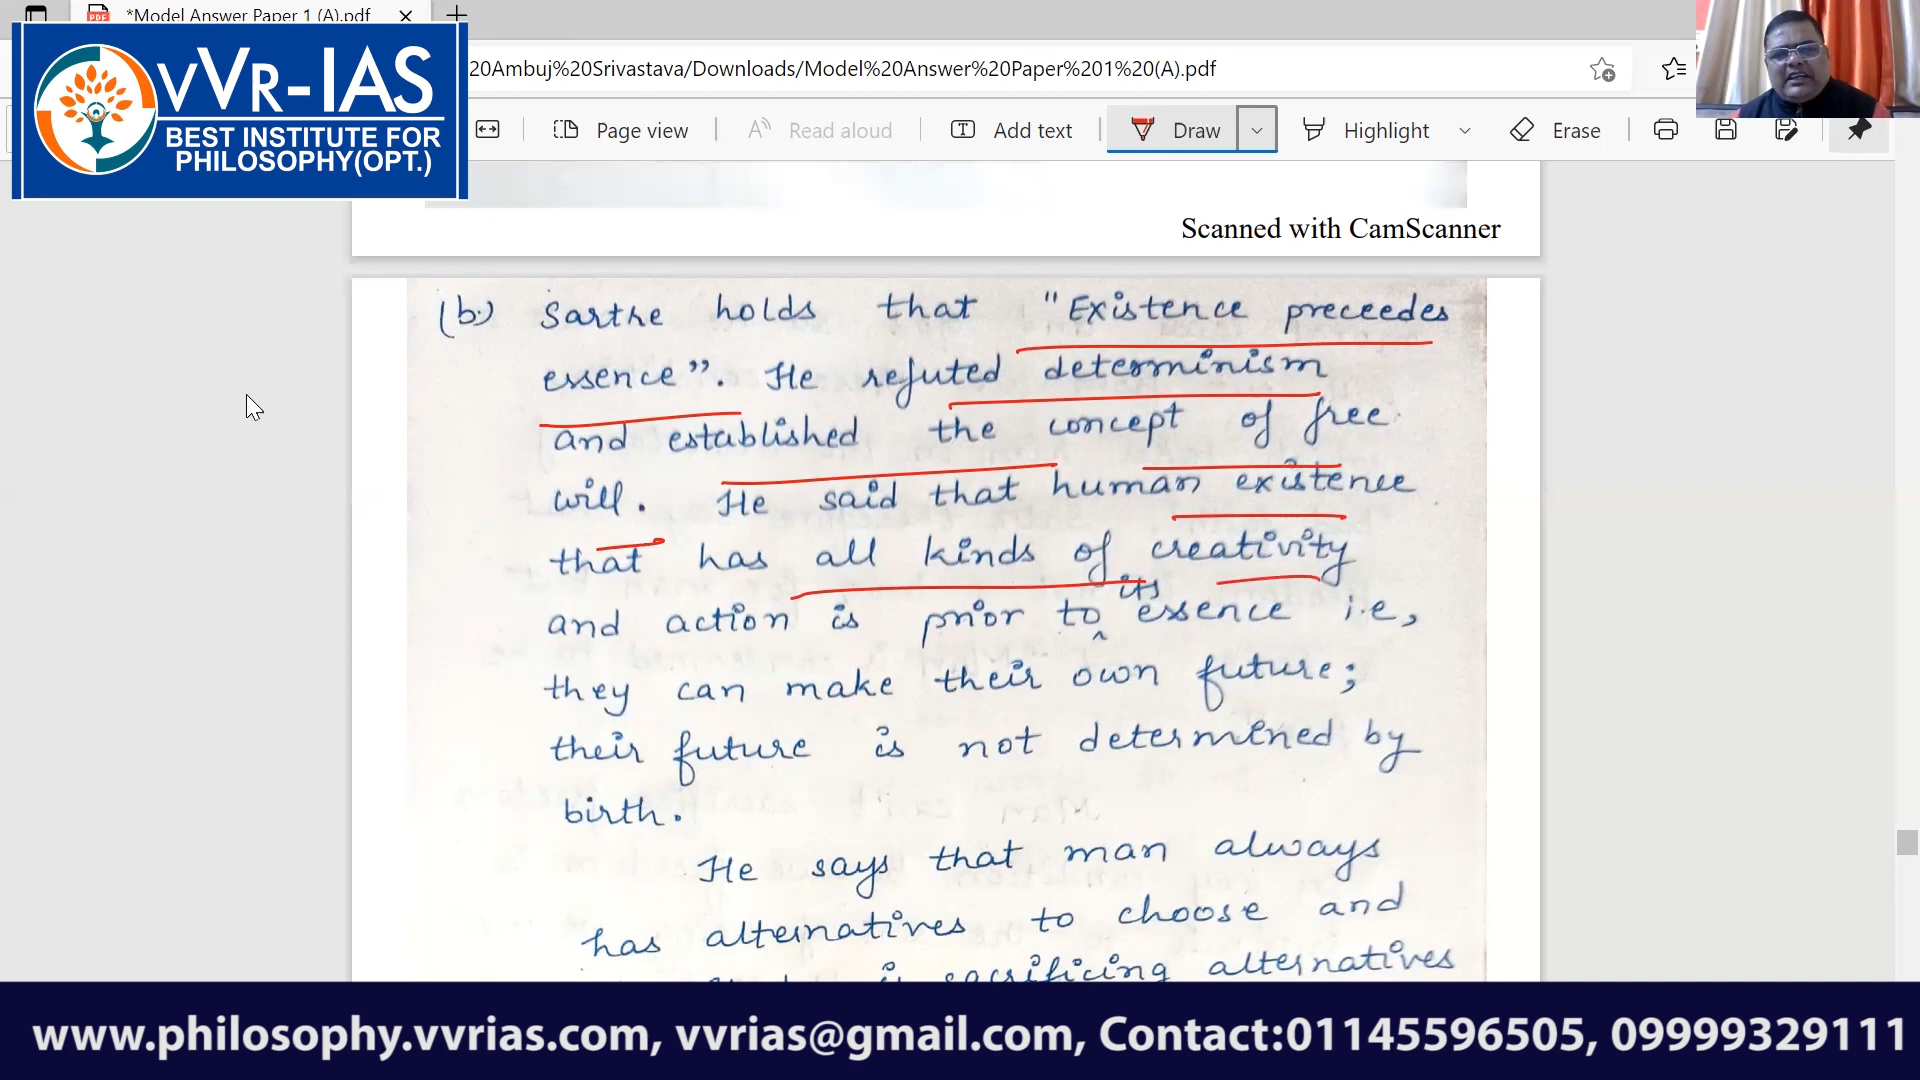 *Model Answer Paper 1 (A).pdf
VVR-IAS
BEST INSTITUTE FOR
PHILOSOPHY(OPT.)
20Ambuj%20Srivastava/Downloads/Model%20Answer%20Paper%201%20(A).pdf
Page view
Read aloud
Add text
Draw
Highlight
Erase
Scanned with CamScanner
(b.) Sarthe holds that "Existence preceedes
essence". He refuted determinism
and established the concept of free
will. He said that human existence
that has all kinds of creativity
its
and action is prior to ^ essence i.e,
they can make their own future;
their future is not determined by
birth.
He says that man always
has alternatives to choose and
sacrificing alternatives
www.philosophy.vvrias.com, vvrias@gmail.com, Contact:01145596505, 09999329111